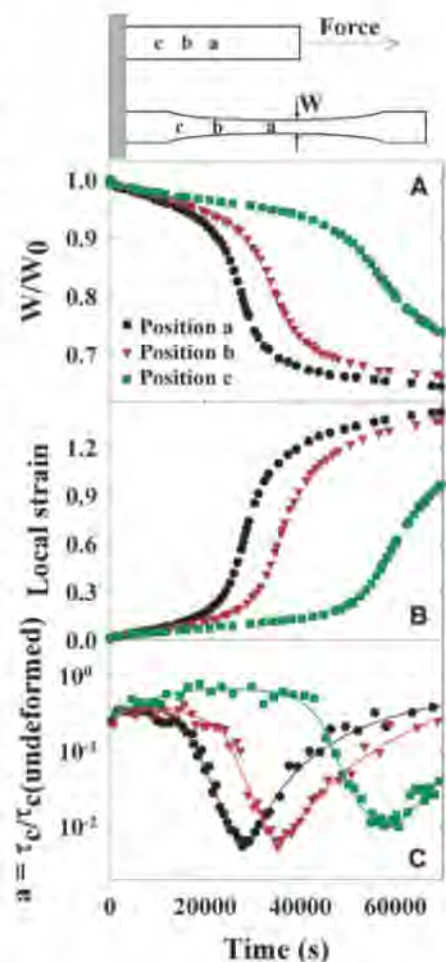 Force
c b a
W
c b a
A
1.0
0.9
0.8
0.7
W/W0
Position a
Position b
Position c
B
1.2
0.9
0.6
0.3
0.0
Local strain
C
10^0
10^-1
10^-2
a = τc/τc(undeformed)
0 20000 40000 60000
Time (s)